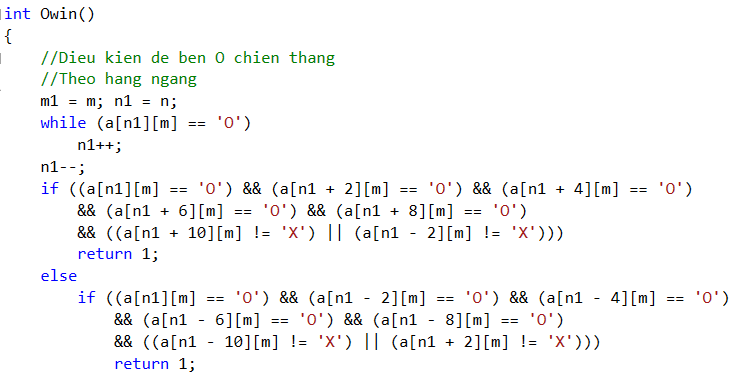 int Owin()
{
    //Dieu kien de ben O chien thang
    //Theo hang ngang
    m1 = m; n1 = n;
    while (a[n1][m] == 'O')
        n1++;
    n1--;
    if ((a[n1][m] == 'O') && (a[n1 + 2][m] == 'O') && (a[n1 + 4][m] == 'O')
        && (a[n1 + 6][m] == 'O') && (a[n1 + 8][m] == 'O')
        && ((a[n1 + 10][m] != 'X') || (a[n1 - 2][m] != 'X')))
        return 1;
    else
        if ((a[n1][m] == 'O') && (a[n1 - 2][m] == 'O') && (a[n1 - 4][m] == 'O')
            && (a[n1 - 6][m] == 'O') && (a[n1 - 8][m] == 'O')
            && ((a[n1 - 10][m] != 'X') || (a[n1 + 2][m] != 'X')))
            return 1;